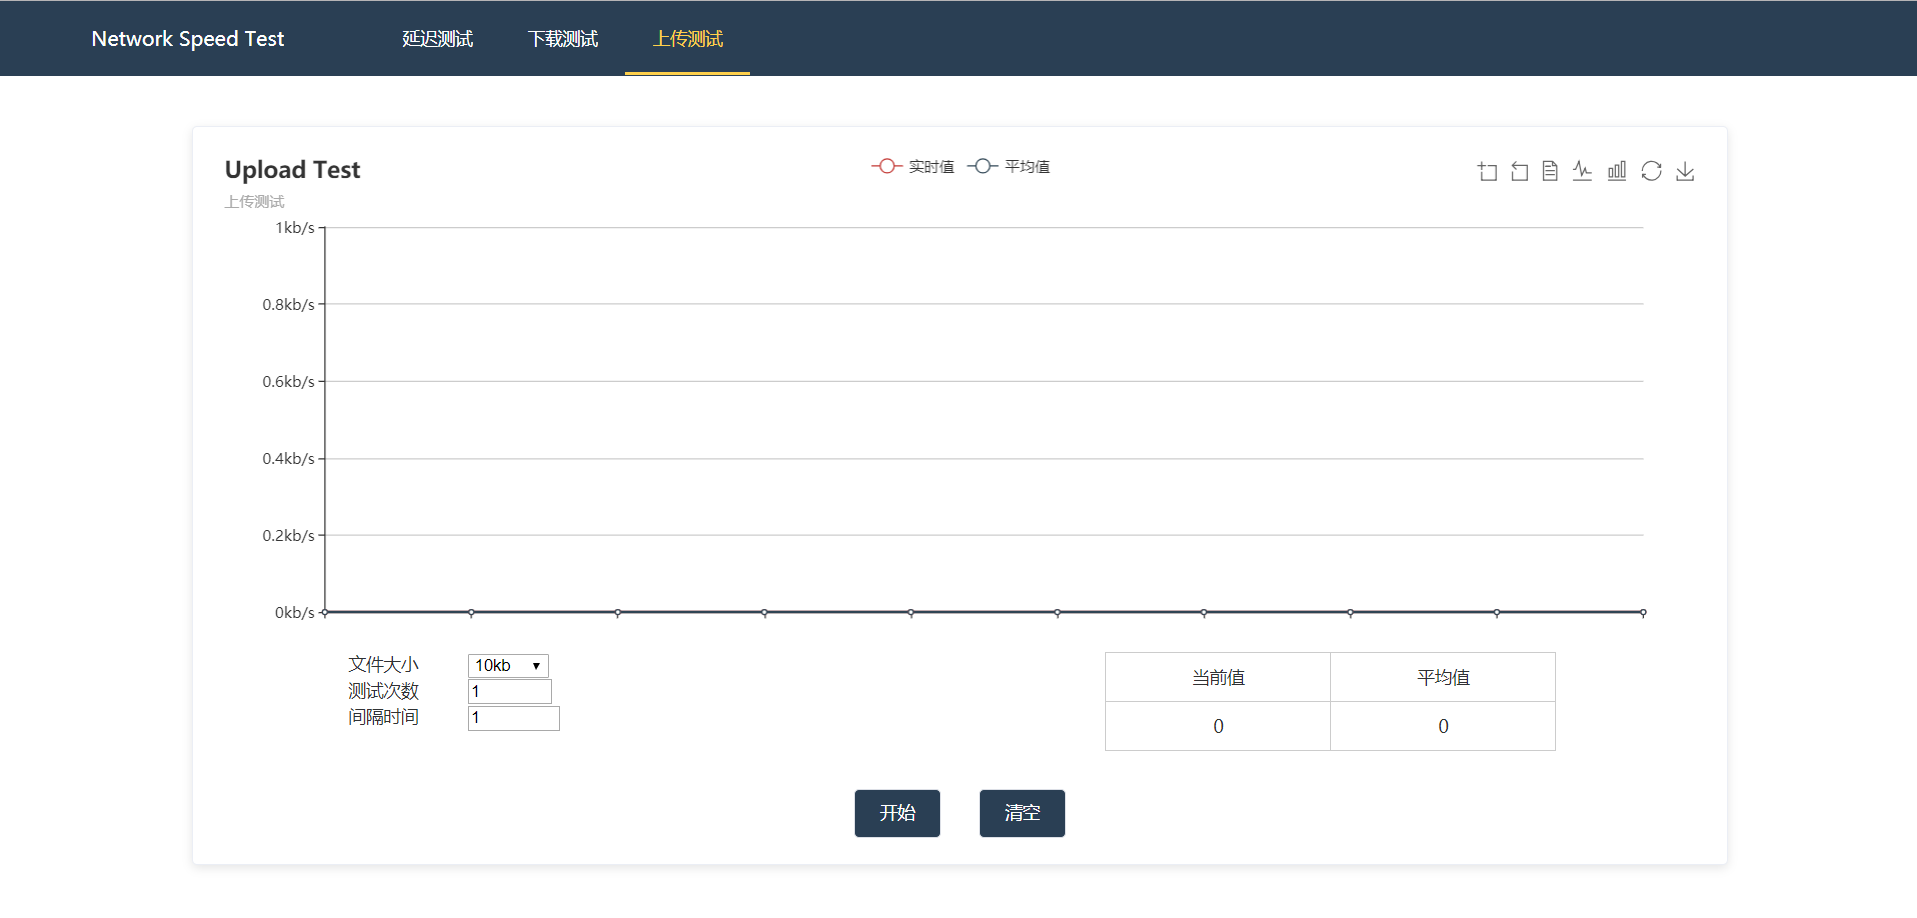 Network Speed Test 延迟测试 下载测试 上传测试
Upload Test
实时值 平均值
上传测试
1kb/s
0.8kb/s
0.6kb/s
0.4kb/s
0.2kb/s
0kb/s
文件大小 10kb
测试次数 1
间隔时间 1
当前值 平均值
0 0
开始 清空